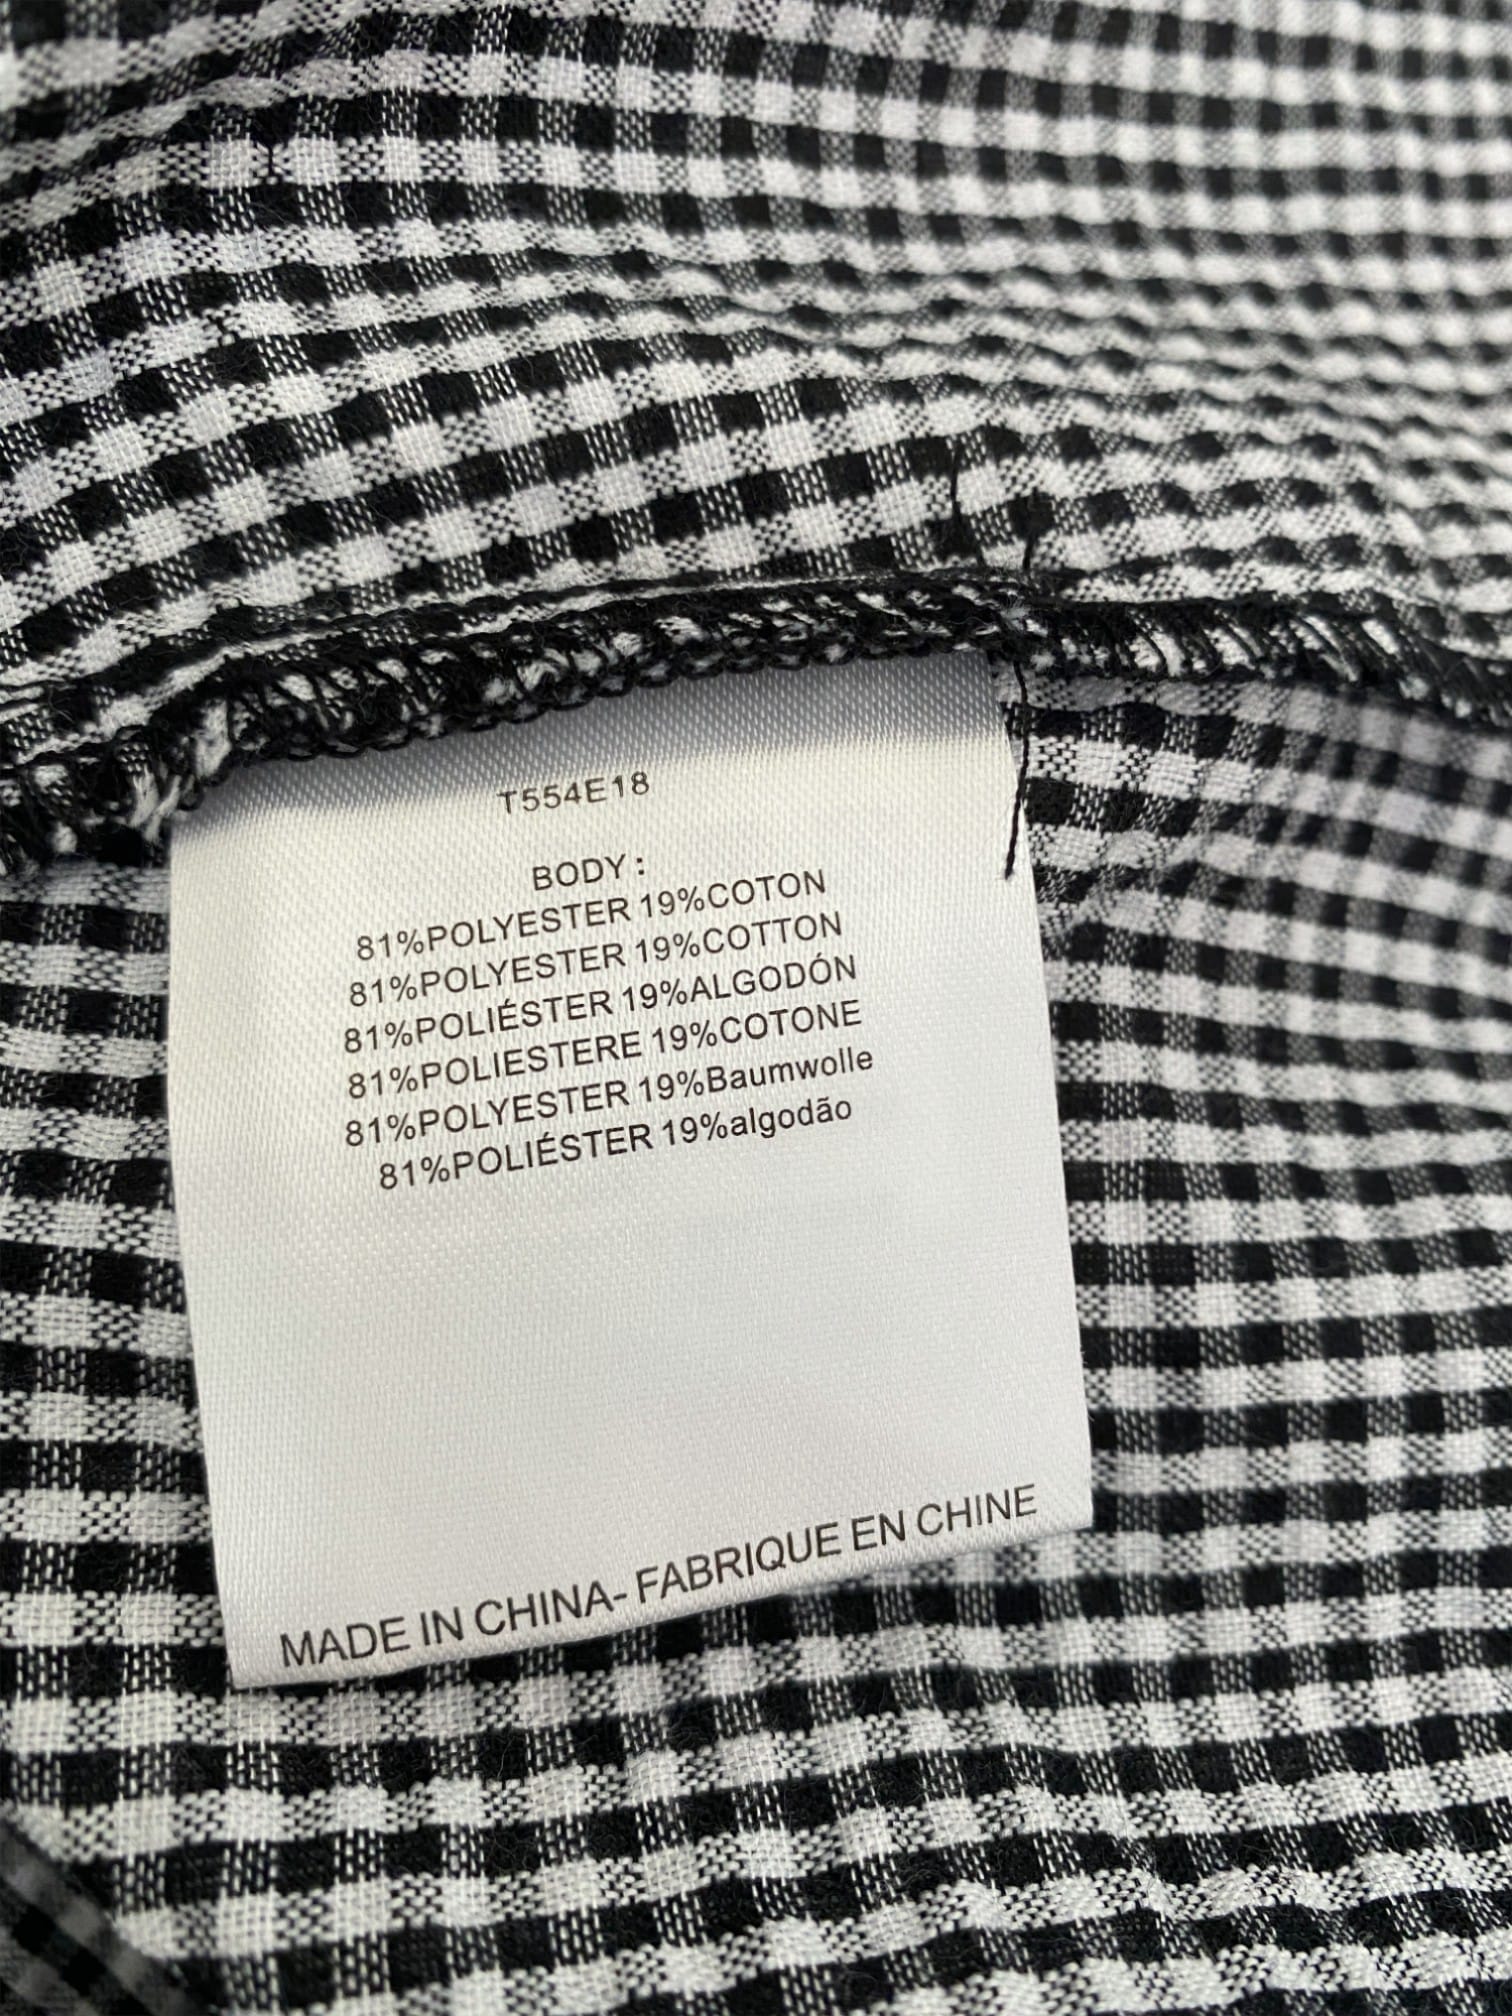 T554E18
BODY :
81%POLYESTER 19%COTON
81%POLYESTER 19%COTTON
81%POLIÉSTER 19%ALGODÓN
81%POLIESTERE 19%COTONE
81%POLYESTER 19%Baumwolle
81%POLIÉSTER 19%algodão
MADE IN CHINA- FABRIQUE EN CHINE